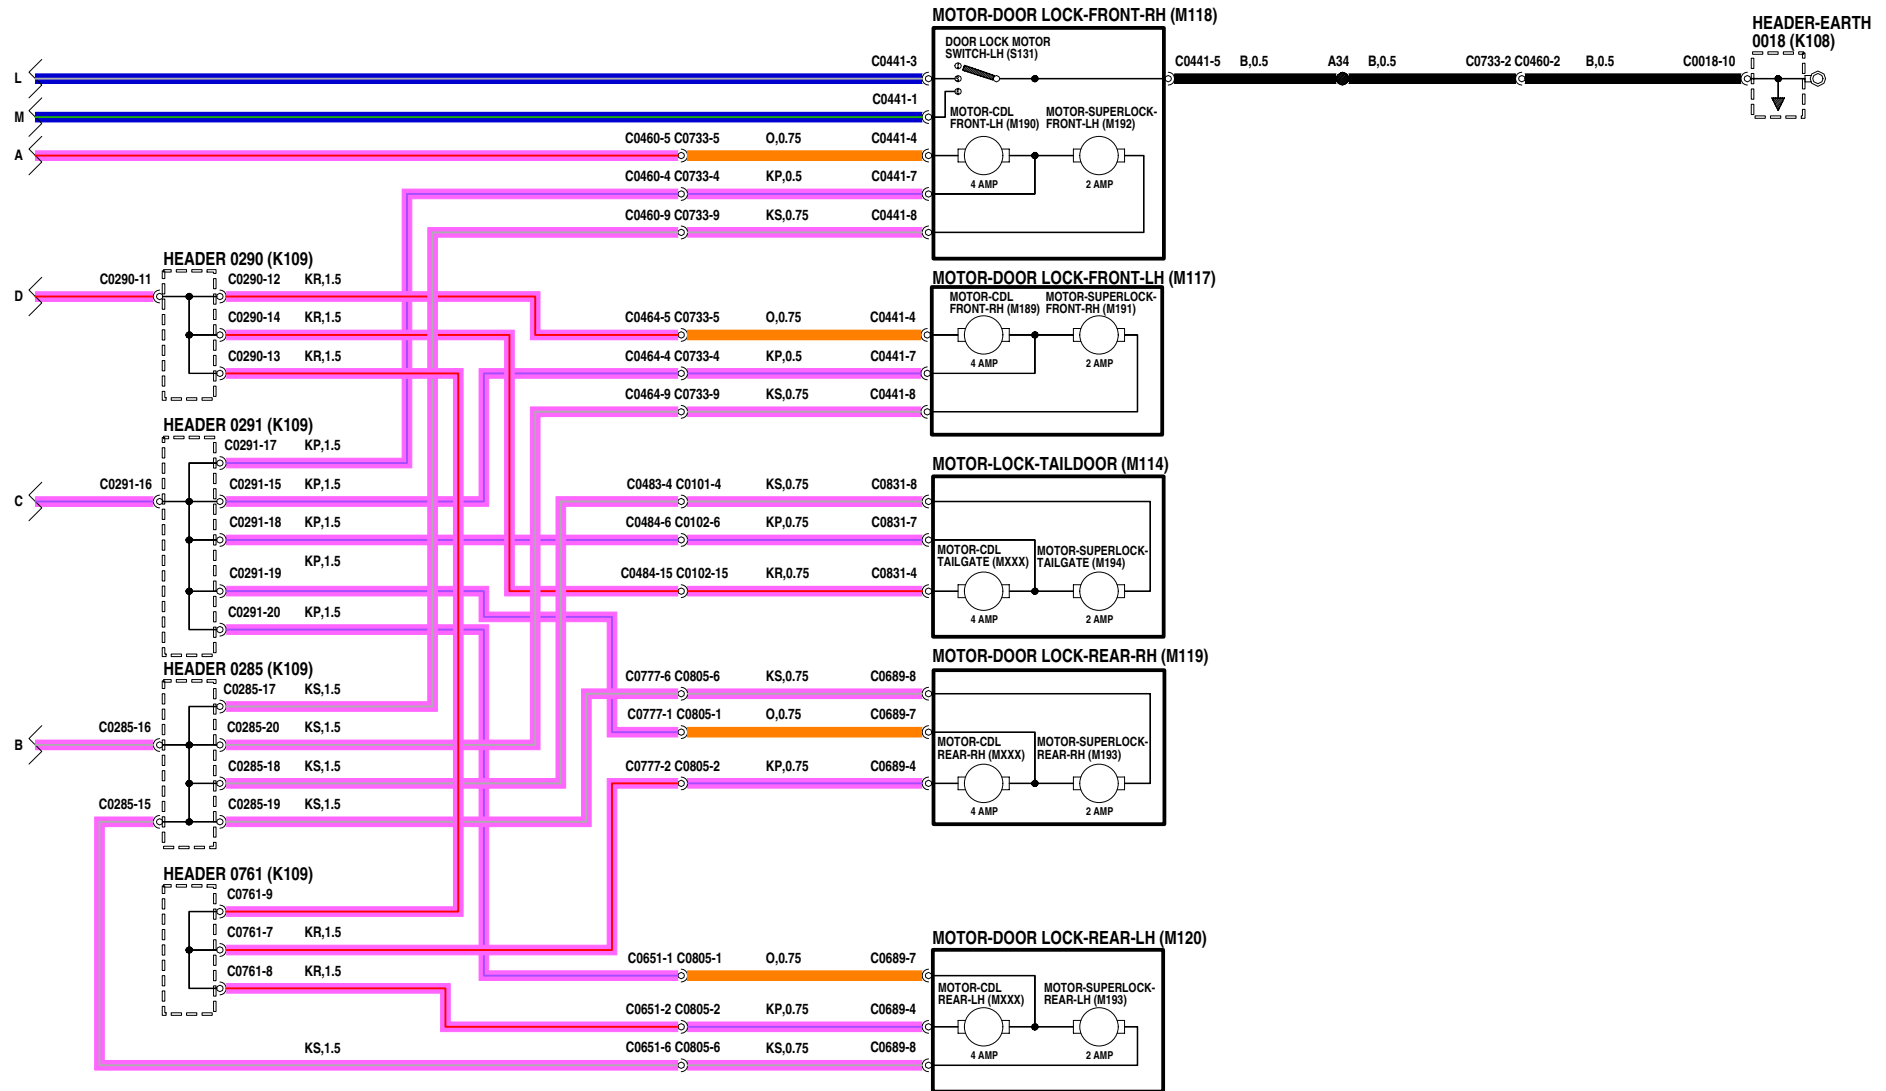 MOTOR-DOOR LOCK-FRONT-RH (M118)
HEADER-EARTH
0018 (K108)
DOOR LOCK MOTOR
SWITCH-LH (S131)
L
C0441-3
C0441-5 B,0.5 A34 B,0.5 C0733-2 C0460-2 B,0.5 C0018-10
M
C0441-1
MOTOR-CDL
FRONT-LH (M190)
MOTOR-SUPERLOCK-
FRONT-LH (M192)
A
C0460-5 C0733-5 O,0.75 C0441-4
C0460-4 C0733-4 KP,0.5 C0441-7
4 AMP
2 AMP
C0460-9 C0733-9 KS,0.75 C0441-8
HEADER 0290 (K109)
D
C0290-11
C0290-12 KR,1.5
C0290-14 KR,1.5
C0290-13 KR,1.5
MOTOR-DOOR LOCK-FRONT-LH (M117)
MOTOR-CDL
FRONT-RH (M189)
MOTOR-SUPERLOCK-
FRONT-RH (M191)
C0464-5 C0733-5 O,0.75 C0441-4
C0464-4 C0733-4 KP,0.5 C0441-7
4 AMP
2 AMP
C0464-9 C0733-9 KS,0.75 C0441-8
HEADER 0291 (K109)
C0291-17 KP,1.5
C
C0291-16
C0291-15 KP,1.5
C0291-18 KP,1.5
KP,1.5
C0291-19
C0291-20 KP,1.5
MOTOR-LOCK-TAILDOOR (M114)
C0483-4 C0101-4 KS,0.75 C0831-8
C0484-6 C0102-6 KP,0.75 C0831-7
MOTOR-CDL
TAILGATE (MXXX)
MOTOR-SUPERLOCK-
TAILGATE (M194)
C0484-15 C0102-15 KR,0.75 C0831-4
4 AMP
2 AMP
HEADER 0285 (K109)
C0285-17 KS,1.5
B
C0285-16
C0285-20 KS,1.5
C0285-18 KS,1.5
C0285-15
C0285-19 KS,1.5
MOTOR-DOOR LOCK-REAR-RH (M119)
C0777-6 C0805-6 KS,0.75 C0689-8
C0777-1 C0805-1 O,0.75 C0689-7
MOTOR-CDL
REAR-RH (MXXX)
MOTOR-SUPERLOCK-
REAR-RH (M193)
C0777-2 C0805-2 KP,0.75 C0689-4
4 AMP
2 AMP
HEADER 0761 (K109)
C0761-9
C0761-7 KR,1.5
C0761-8 KR,1.5
MOTOR-DOOR LOCK-REAR-LH (M120)
C0651-1 C0805-1 O,0.75 C0689-7
MOTOR-CDL
REAR-LH (MXXX)
MOTOR-SUPERLOCK-
REAR-LH (M193)
C0651-2 C0805-2 KP,0.75 C0689-4
4 AMP
2 AMP
KS,1.5
C0651-6 C0805-6 KS,0.75 C0689-8